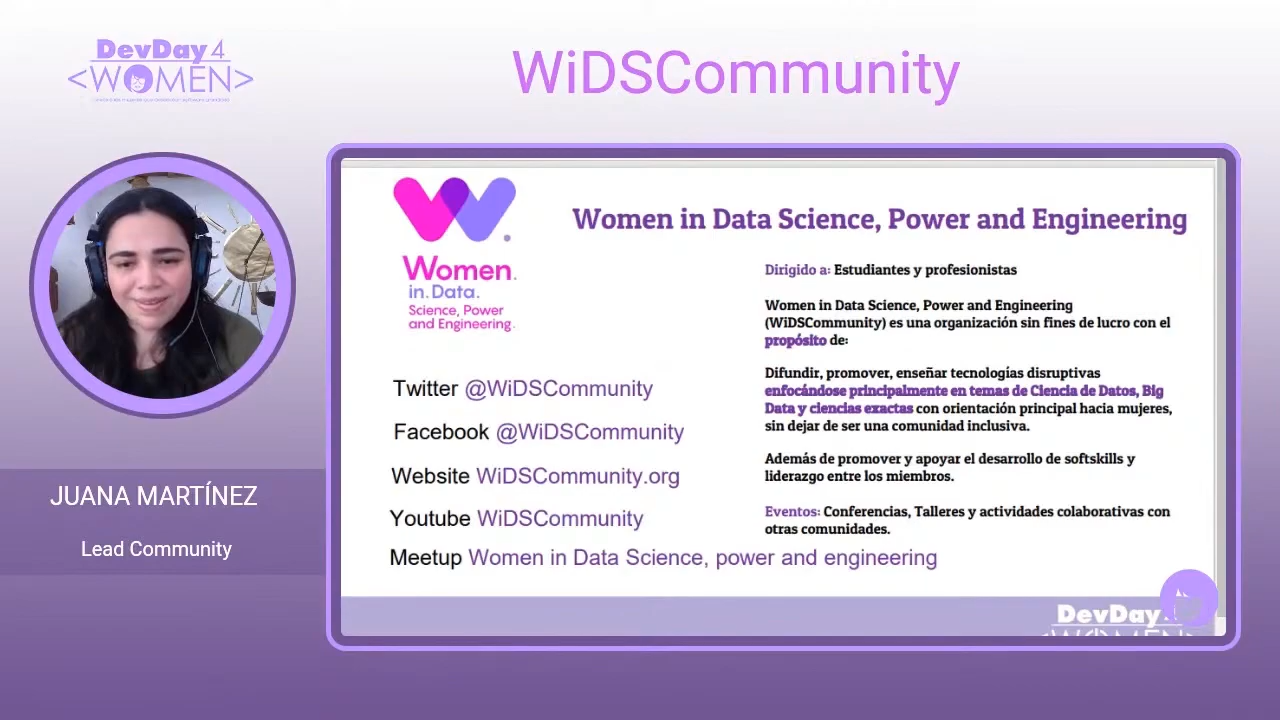 DevDay4
<WOMEN>
WiDSCommunity
JUANA MARTÍNEZ
Lead Community
Women.
in.Data.
Science, Power
and Engineering.
Women in Data Science, Power and Engineering
Twitter @WiDSCommunity
Facebook @WiDSCommunity
Website WiDSCommunity.org
Youtube WiDSCommunity
Meetup Women in Data Science, power and engineering
Dirigido a: Estudiantes y profesionistas
Women in Data Science, Power and Engineering
(WiDSCommunity) es una organización sin fines de lucro con el
propósito de:
Difundir, promover, enseñar tecnologías disruptivas
enfocándose principalmente en temas de Ciencia de Datos, Big
Data y ciencias exactas con orientación principal hacia mujeres,
sin dejar de ser una comunidad inclusiva.
Además de promover y apoyar el desarrollo de softskills y
liderazgo entre los miembros.
Eventos: Conferencias, Talleres y actividades colaborativas con
otras comunidades.
DevDay